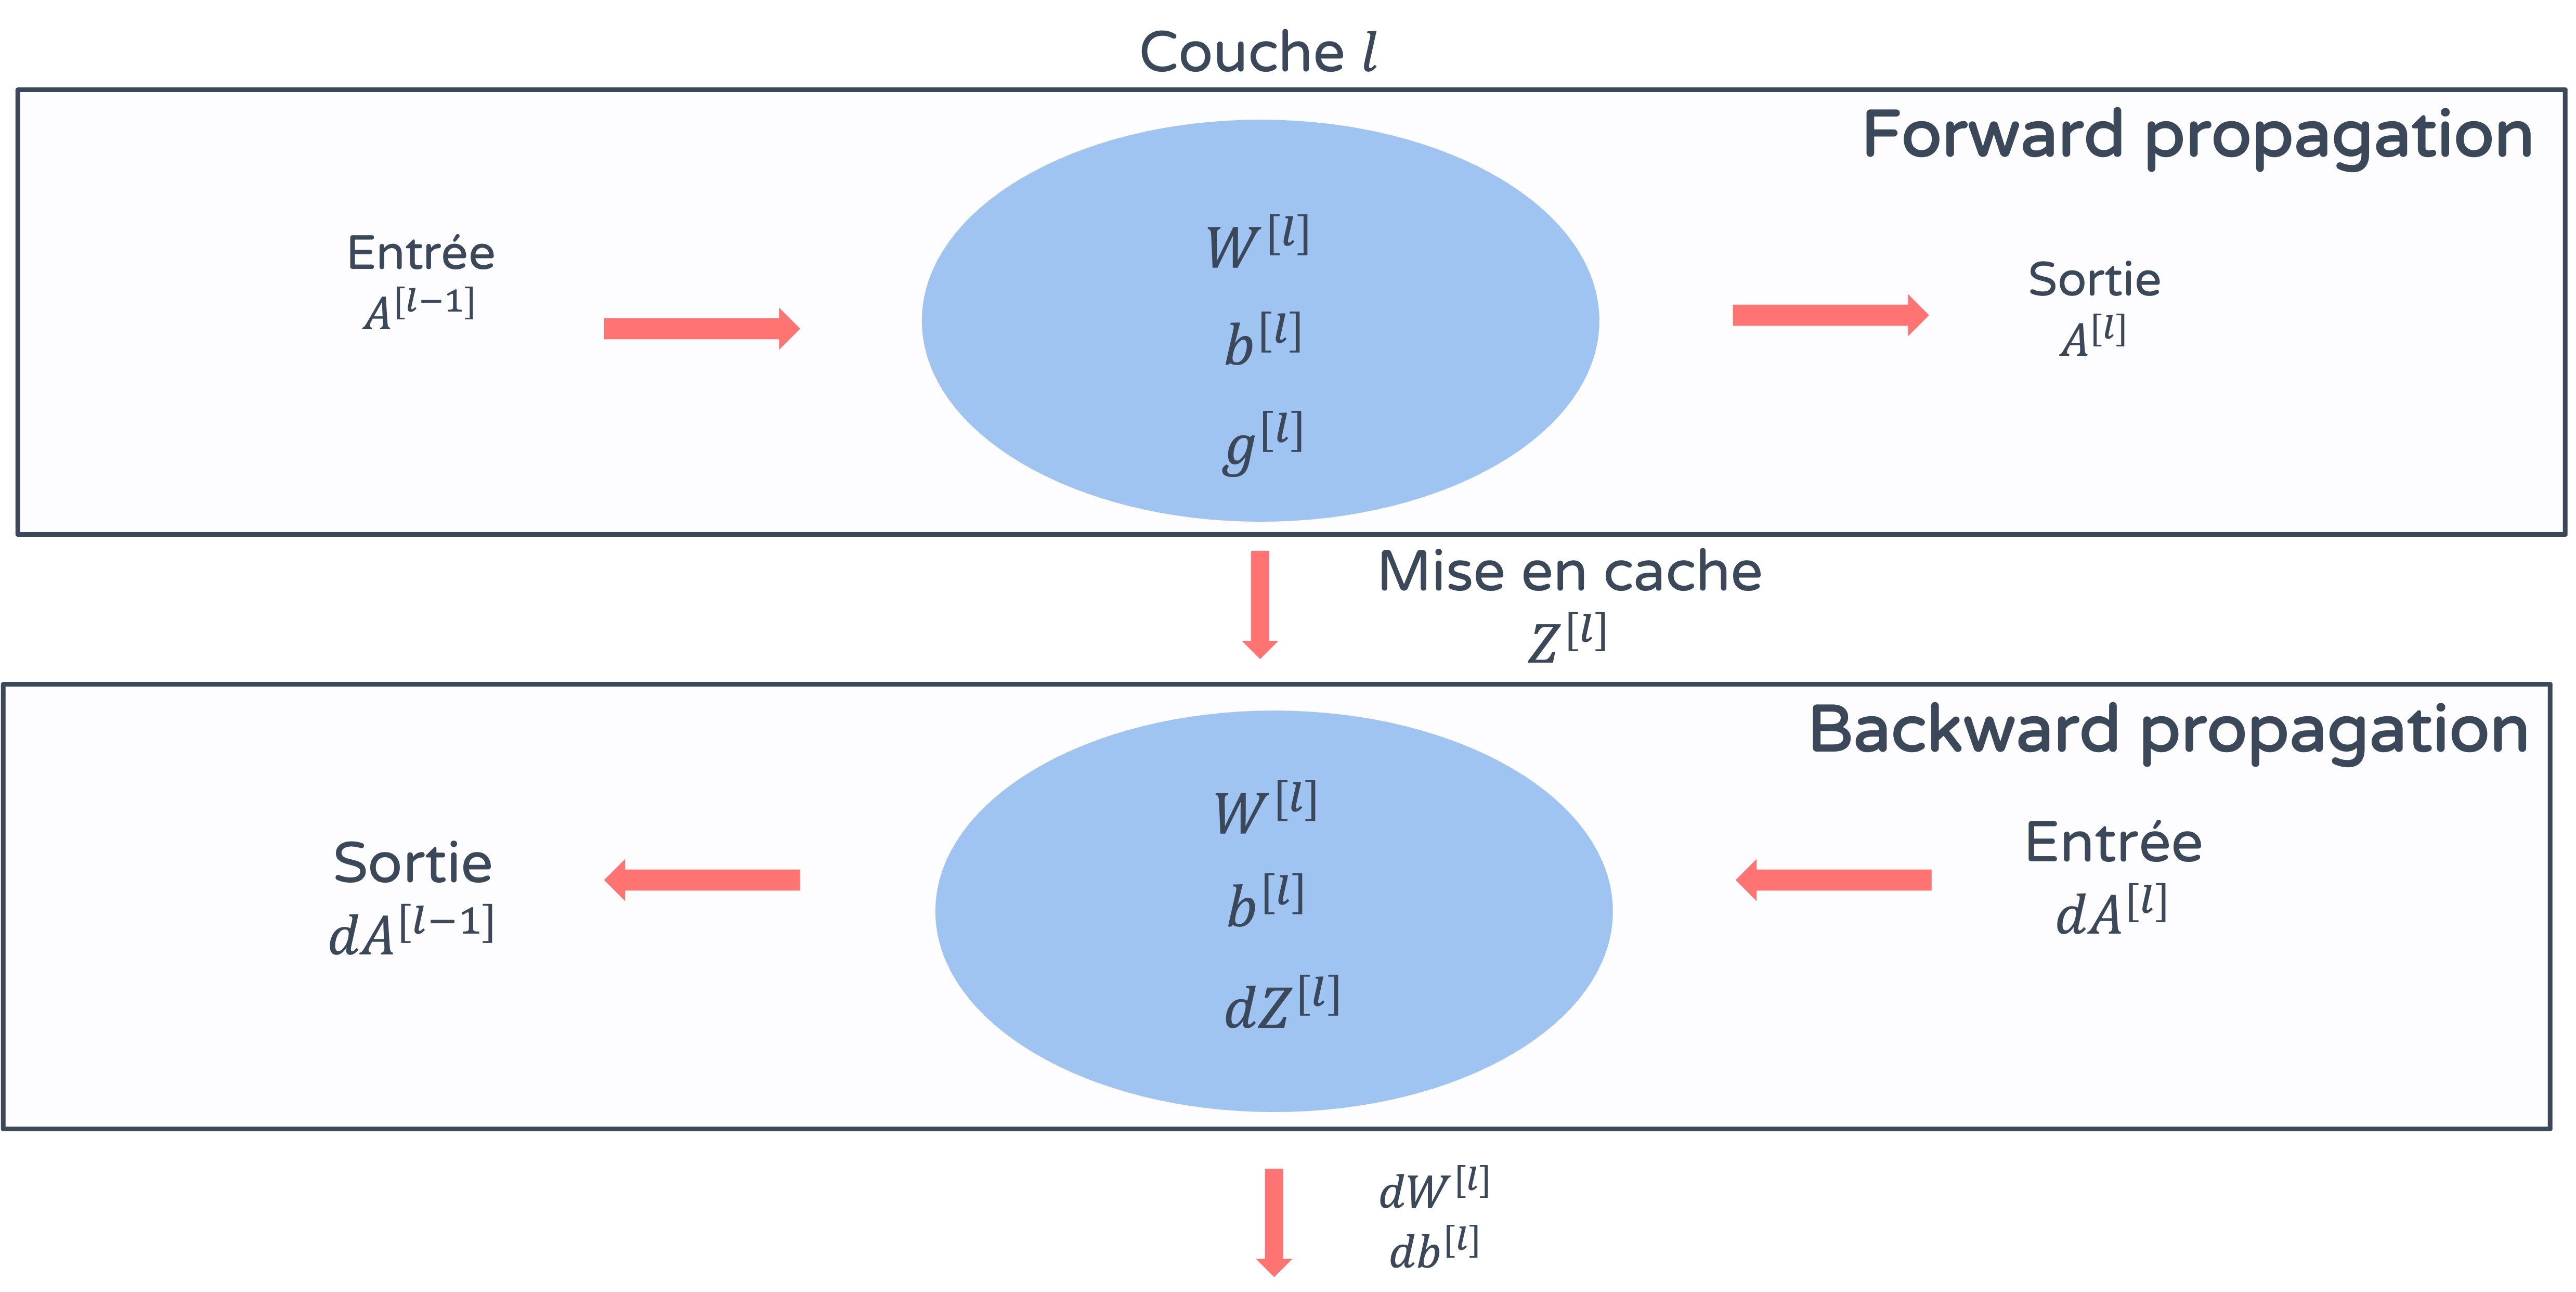 Couche l
Forward propagation
Entrée
A^[l−1]
W^[l]
b^[l]
g^[l]
Sortie
A^[l]
Mise en cache
Z^[l]
Backward propagation
Sortie
dA^[l−1]
W^[l]
b^[l]
dZ^[l]
Entrée
dA^[l]
dW^[l]
db^[l]